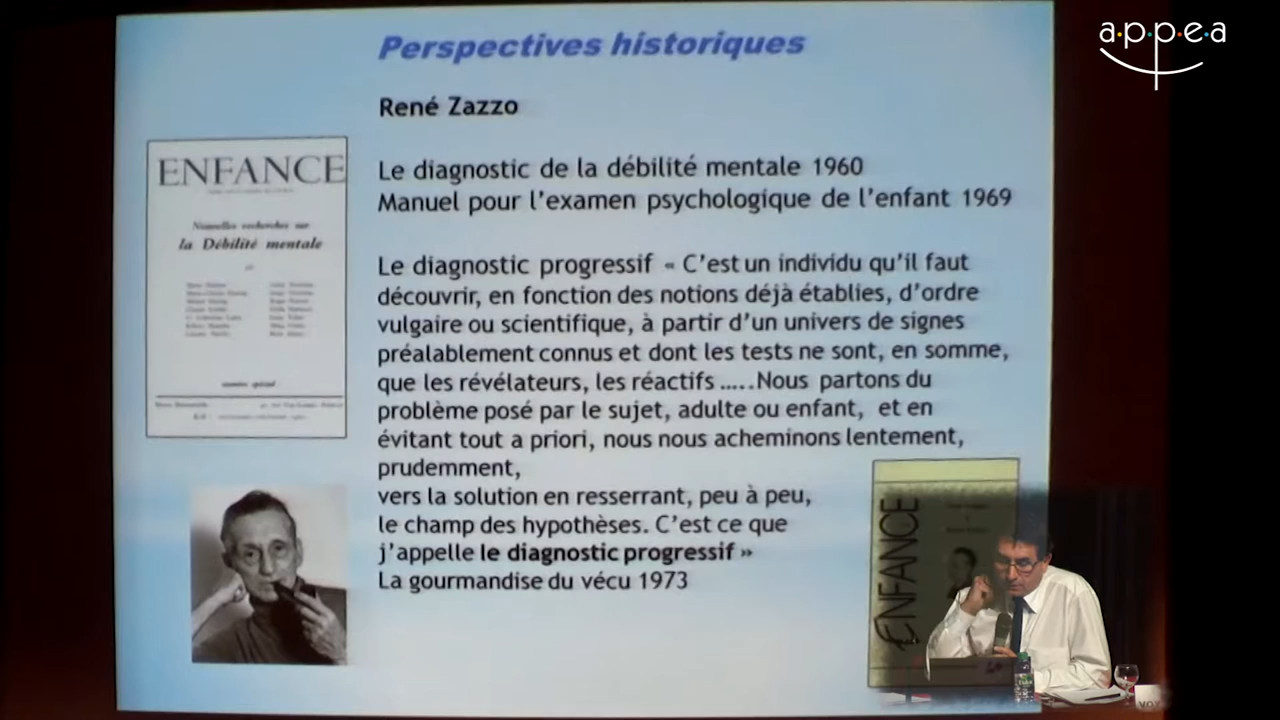 a.p.p.e.a
Perspectives historiques
René Zazzo
Le diagnostic de la débilité mentale 1960
Manuel pour l'examen psychologique de l'enfant 1969
Le diagnostic progressif « C'est un individu qu'il faut
découvrir, en fonction des notions déjà établies, d'ordre
vulgaire ou scientifique, à partir d'un univers de signes
préalablement connus et dont les tests ne sont, en somme,
que les révélateurs, les réactifs …..Nous partons du
problème posé par le sujet, adulte ou enfant, et en
évitant tout a priori, nous nous acheminons lentement,
prudemment,
vers la solution en resserrant, peu à peu,
le champ des hypothèses. C'est ce que
j'appelle le diagnostic progressif »
La gourmandise du vécu 1973
ENFANCE
Nouvelles recherches sur
la Débilité mentale
numéro spécial
ENFANCE
VOX